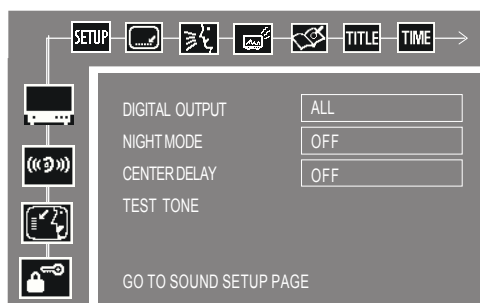 SETUP TITLE TIME
DIGITAL OUTPUT ALL
NIGHT MODE OFF
CENTER DELAY OFF
TEST TONE
GO TO SOUND SETUP PAGE